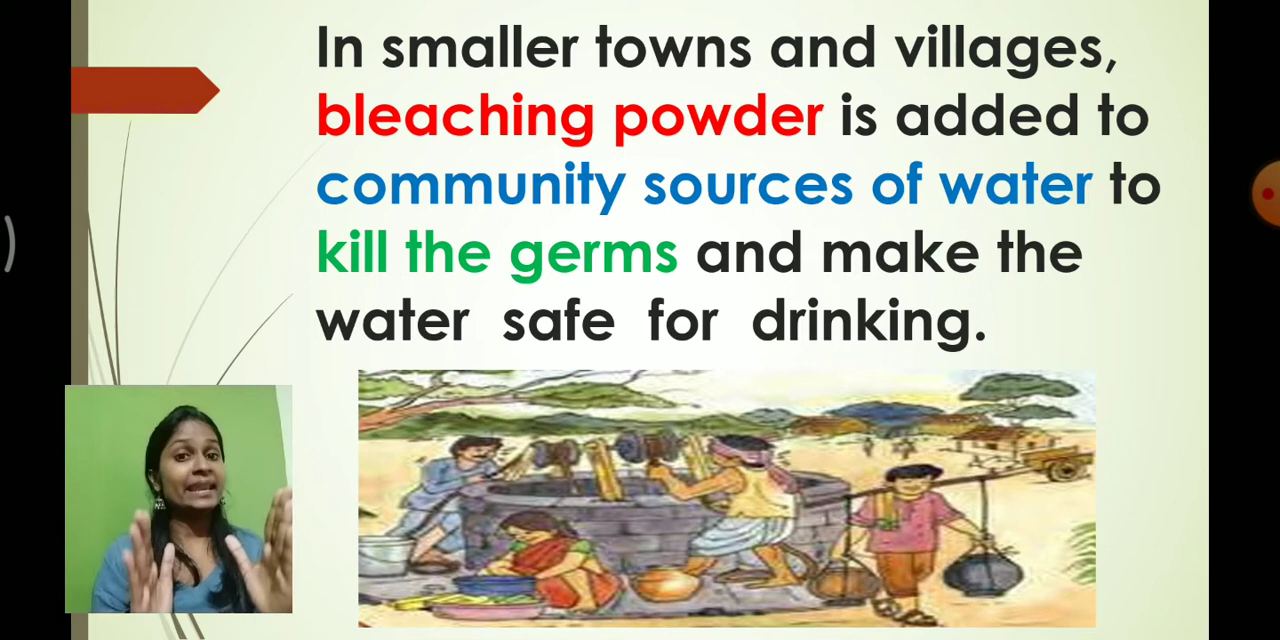 In smaller towns and villages,
bleaching powder is added to
community sources of water to
kill the germs and make the
water safe for drinking.